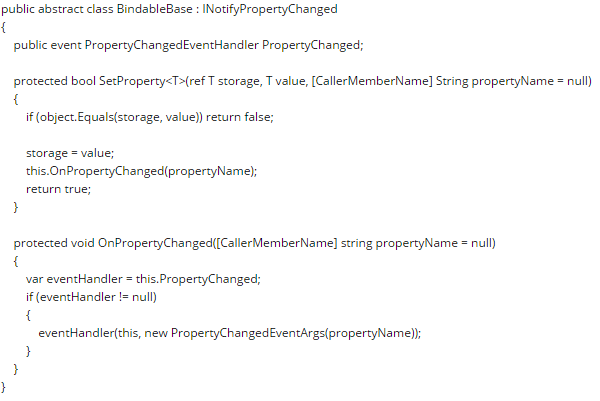 public abstract class BindableBase : INotifyPropertyChanged
{
public event PropertyChangedEventHandler PropertyChanged;
protected bool SetProperty<T>(ref T storage, T value, [CallerMemberName] String propertyName = null)
{
if (object.Equals(storage, value)) return false;
storage = value;
this.OnPropertyChanged(propertyName);
return true;
}
protected void OnPropertyChanged([CallerMemberName] string propertyName = null)
{
var eventHandler = this.PropertyChanged;
if (eventHandler != null)
{
eventHandler(this, new PropertyChangedEventArgs(propertyName));
}
}
}